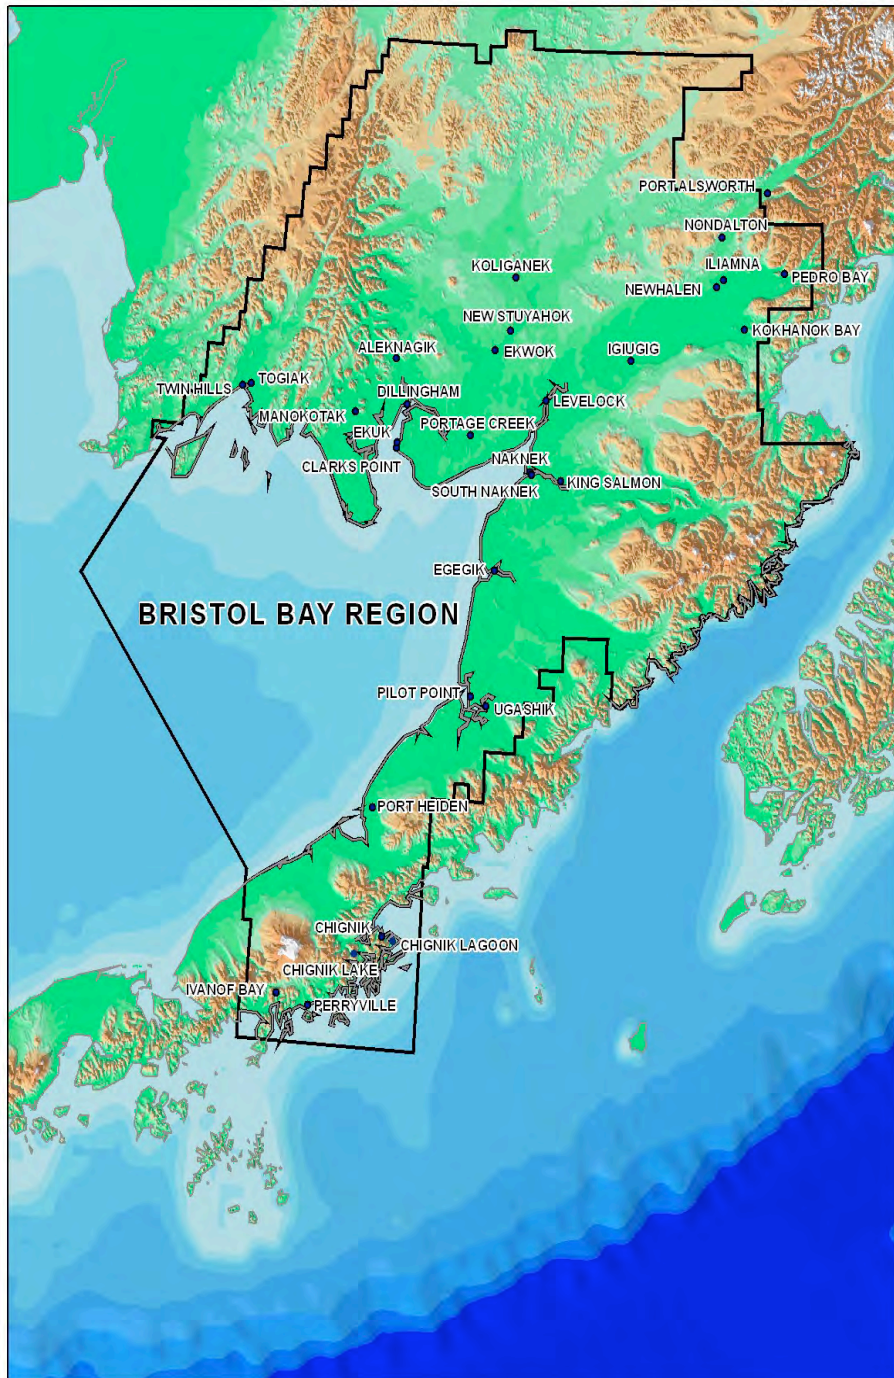 PORT ALSWORTH
NONDALTON
KOLIGANEK
ILIAMNA
PEDRO BAY
NEWHALEN
NEW STUYAHOK
KOKHANOK BAY
ALEKNAGIK
EKWOK
IGIUGIG
TWIN HILLS
TOGIAK
DILLINGHAM
LEVELOCK
MANOKOTAK
EKUK
PORTAGE CREEK
CLARKS POINT
NAKNEK
SOUTH NAKNEK
KING SALMON
EGEGIK
BRISTOL BAY REGION
PILOT POINT
UGASHIK
PORT HEIDEN
CHIGNIK
CHIGNIK LAGOON
CHIGNIK LAKE
IVANOF BAY
PERRYVILLE